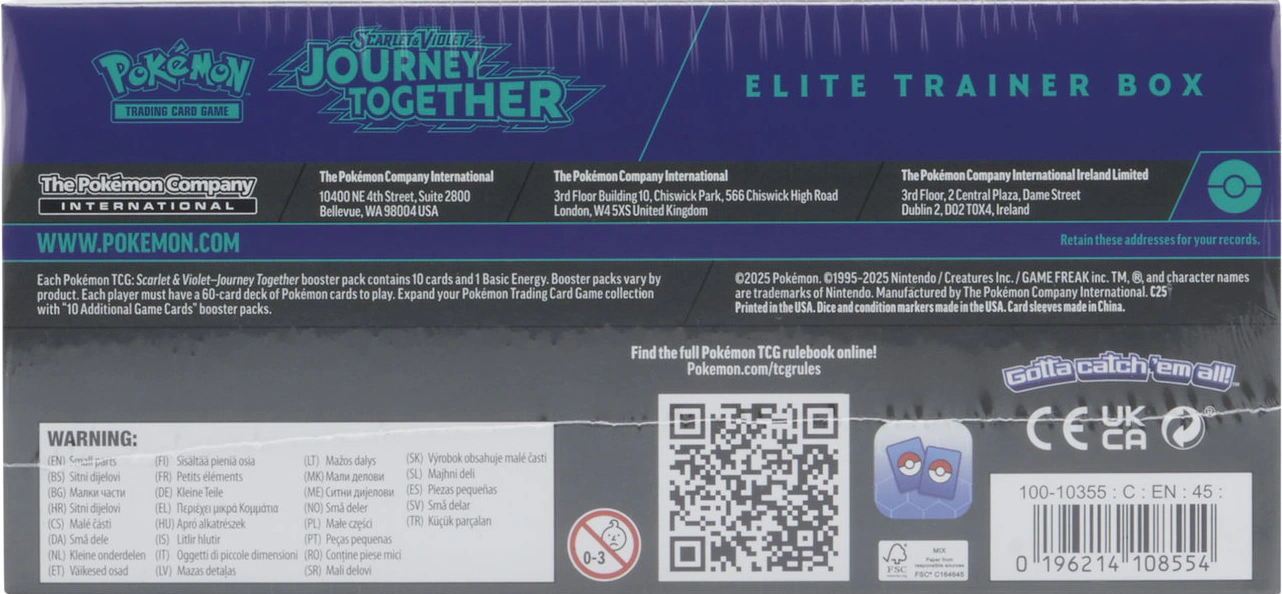 Pokémon
TRADING CARD GAME
SCARLET & VIOLET
JOURNEY
TOGETHER
ELITE TRAINER BOX
The Pokémon Company
INTERNATIONAL
The Pokémon Company International
10400 NE 4th Street, Suite 2800
Bellevue, WA 98004 USA
The Pokémon Company International
3rd Floor Building 10, Chiswick Park, 566 Chiswick High Road
London, W4 5XS United Kingdom
The Pokémon Company International Ireland Limited
3rd Floor, 2 Central Plaza, Dame Street
Dublin 2, D02 T0X4, Ireland
WWW.POKEMON.COM
Retain these addresses for your records.
Each Pokémon TCG: Scarlet & Violet–Journey Together booster pack contains 10 cards and 1 Basic Energy. Booster packs vary by
product. Each player must have a 60-card deck of Pokémon cards to play. Expand your Pokémon Trading Card Game collection
with "10 Additional Game Cards" booster packs.
©2025 Pokémon. ©1995-2025 Nintendo / Creatures Inc. / GAME FREAK inc. TM, ®, and character names
are trademarks of Nintendo. Manufactured by The Pokémon Company International. C25
Printed in the USA. Dice and condition markers made in the USA. Card sleeves made in China.
Find the full Pokémon TCG rulebook online!
Pokemon.com/tcgrules
Gotta catch 'em all!™
CE UK CA ®
WARNING:
(EN) Small parts
(BS) Sitni dijelovi
(BG) Малки части
(HR) Sitni dijelovi
(CS) Malé části
(DA) Små dele
(NL) Kleine onderdelen
(ET) Väikesed osad
(FI) Sisältää pieniä osia
(FR) Petits éléments
(DE) Kleine Teile
(EL) Περιέχει μικρά Κομμάτια
(HU) Apró alkatrészek
(IS) Litlir hlutir
(IT) Oggetti di piccole dimensioni
(LV) Mazas detaļas
(LT) Mažos dalys
(MK) Мали делови
(ME) Ситни дијелови
(NO) Små deler
(PL) Małe części
(PT) Peças pequenas
(RO) Conține piese mici
(SR) Mali delovi
(SK) Výrobok obsahuje malé časti
(SL) Majhni deli
(ES) Piezas pequeñas
(SV) Små delar
(TR) Küçük parçalan
0-3
FSC
www.fsc.org
MIX
Paper from
responsible sources
FSC® C164645
100-10355 : C : EN : 45 :
0 196214 108554